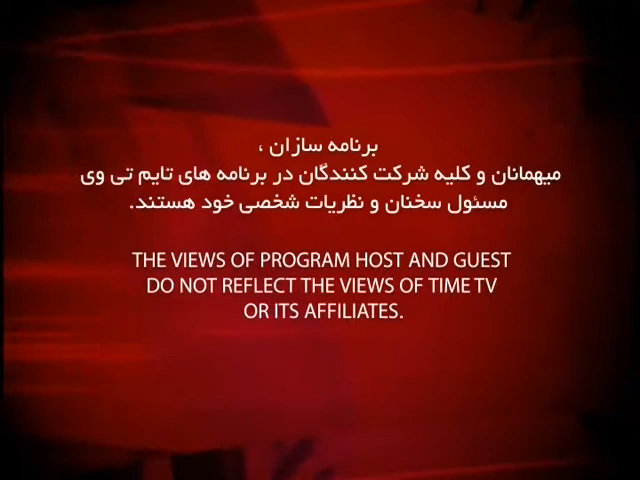 برنامه سازان ،
میهمانان و کلیه شرکت کنندگان در برنامه های تایم تی وی
مسئول سخنان و نظریات شخصی خود هستند.
THE VIEWS OF PROGRAM HOST AND GUEST
DO NOT REFLECT THE VIEWS OF TIME TV
OR ITS AFFILIATES.